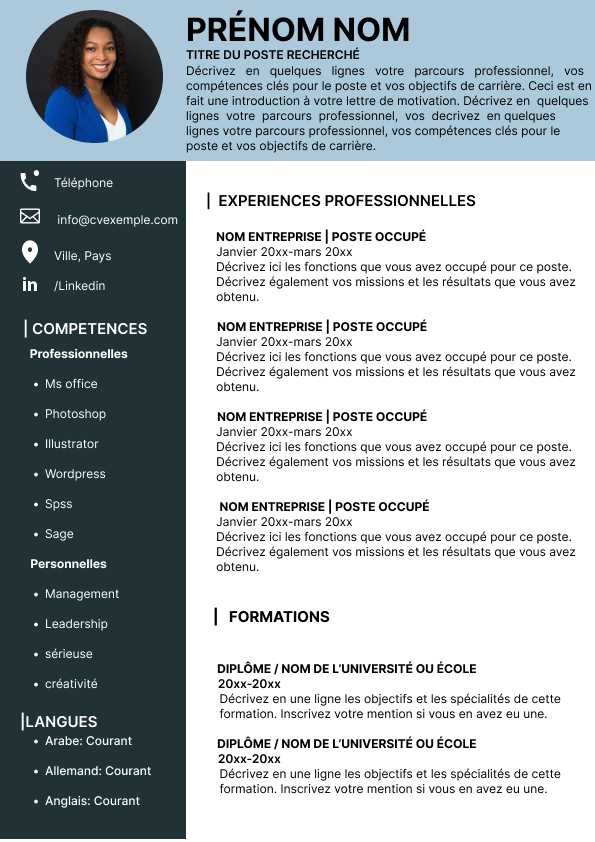 PRÉNOM NOM
TITRE DU POSTE RECHERCHÉ
Décrivez en quelques lignes votre parcours professionnel, vos
compétences clés pour le poste et vos objectifs de carrière. Ceci est en
fait une introduction à votre lettre de motivation. Décrivez en quelques
lignes votre parcours professionnel, vos decrivez en quelques
lignes votre parcours professionnel, vos compétences clés pour le
poste et vos objectifs de carrière.
Téléphone
info@cvexemple.com
Ville, Pays
in /Linkedin
| COMPETENCES
Professionnelles
• Ms office
• Photoshop
• Illustrator
• Wordpress
• Spss
• Sage
Personnelles
• Management
• Leadership
• sérieuse
• créativité
|LANGUES
• Arabe: Courant
• Allemand: Courant
• Anglais: Courant
| EXPERIENCES PROFESSIONNELLES
NOM ENTREPRISE | POSTE OCCUPÉ
Janvier 20xx-mars 20xx
Décrivez ici les fonctions que vous avez occupé pour ce poste.
Décrivez également vos missions et les résultats que vous avez
obtenu.
NOM ENTREPRISE | POSTE OCCUPÉ
Janvier 20xx-mars 20xx
Décrivez ici les fonctions que vous avez occupé pour ce poste.
Décrivez également vos missions et les résultats que vous avez
obtenu.
NOM ENTREPRISE | POSTE OCCUPÉ
Janvier 20xx-mars 20xx
Décrivez ici les fonctions que vous avez occupé pour ce poste.
Décrivez également vos missions et les résultats que vous avez
obtenu.
NOM ENTREPRISE | POSTE OCCUPÉ
Janvier 20xx-mars 20xx
Décrivez ici les fonctions que vous avez occupé pour ce poste.
Décrivez également vos missions et les résultats que vous avez
obtenu.
| FORMATIONS
DIPLÔME / NOM DE L’UNIVERSITÉ OU ÉCOLE
20xx-20xx
Décrivez en une ligne les objectifs et les spécialités de cette
formation. Inscrivez votre mention si vous en avez eu une.
DIPLÔME / NOM DE L’UNIVERSITÉ OU ÉCOLE
20xx-20xx
Décrivez en une ligne les objectifs et les spécialités de cette
formation. Inscrivez votre mention si vous en avez eu une.